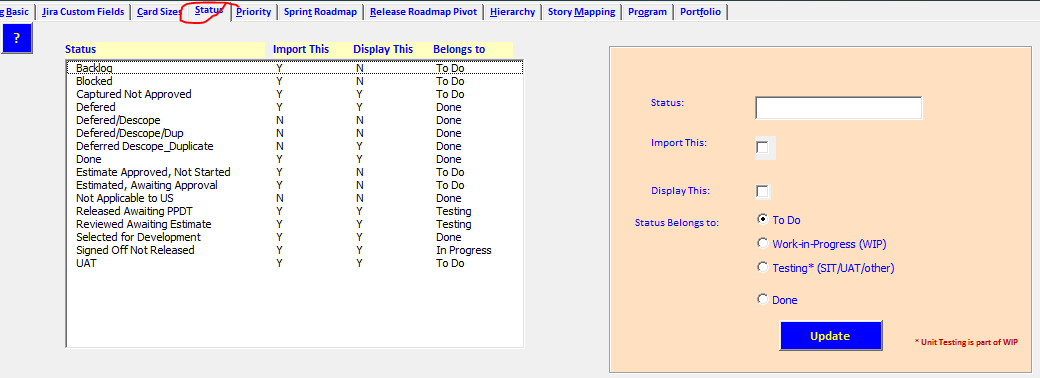 g Basic Jira Custom Fields Card Sizes Status Priority Sprint Roadmap Release Roadmap Pivot Hierarchy Story Mapping Program Portfolio
?
Status Import This Display This Belongs to
Backlog Y N To Do
Blocked Y N To Do
Captured Not Approved Y Y To Do
Defered Y Y Done
Defered/Descope N N Done
Defered/Descope/Dup N N Done
Deferred Descope_Duplicate N Y Done
Done Y Y Done
Estimate Approved, Not Started Y N To Do
Estimated, Awaiting Approval Y Y To Do
Not Applicable to US N N Done
Released Awaiting PPDT Y Y Testing
Reviewed Awaiting Estimate Y Y Testing
Selected for Development Y Y Done
Signed Off Not Released Y Y In Progress
UAT Y Y To Do
Status:
Import This:
Display This:
Status Belongs to: To Do
Work-in-Progress (WIP)
Testing* (SIT/UAT/other)
Done
Update
* Unit Testing is part of WIP